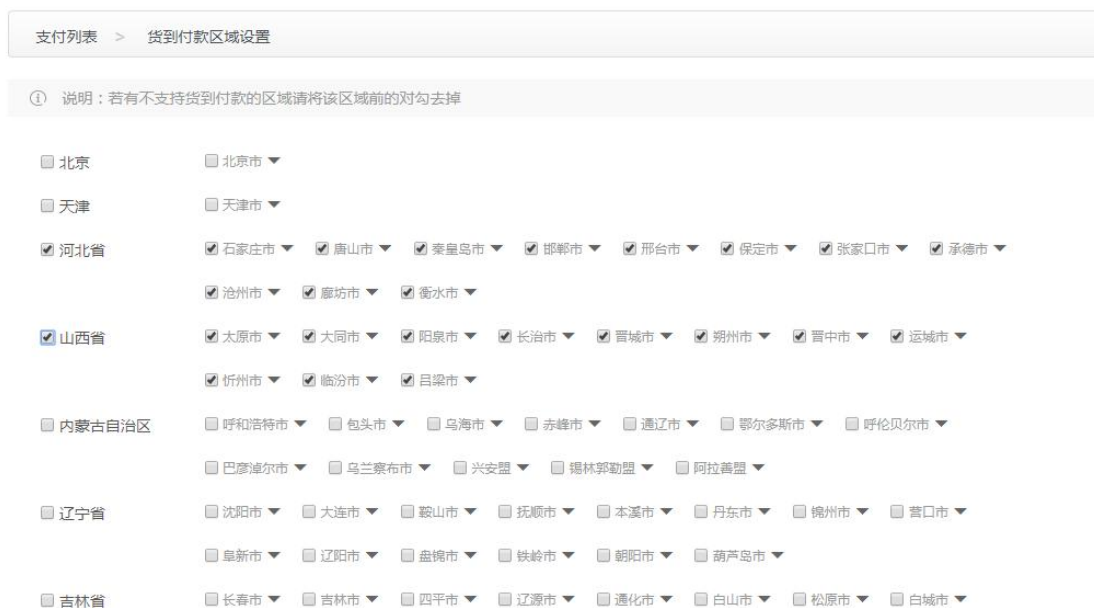 支付列表 > 货到付款区域设置
说明：若有不支持货到付款的区域请将该区域前的对勾去掉
北京 北京市
天津 天津市
河北省 石家庄市 唐山市 秦皇岛市 邯郸市 邢台市 保定市 张家口市 承德市
沧州市 廊坊市 衡水市
山西省 太原市 大同市 阳泉市 长治市 晋城市 朔州市 晋中市 运城市
忻州市 临汾市 吕梁市
内蒙古自治区 呼和浩特市 包头市 乌海市 赤峰市 通辽市 鄂尔多斯市 呼伦贝尔市
巴彦淖尔市 乌兰察布市 兴安盟 锡林郭勒盟 阿拉善盟
辽宁省 沈阳市 大连市 鞍山市 抚顺市 本溪市 丹东市 锦州市 营口市
阜新市 辽阳市 盘锦市 铁岭市 朝阳市 葫芦岛市
吉林省 长春市 吉林市 四平市 辽源市 通化市 白山市 松原市 白城市